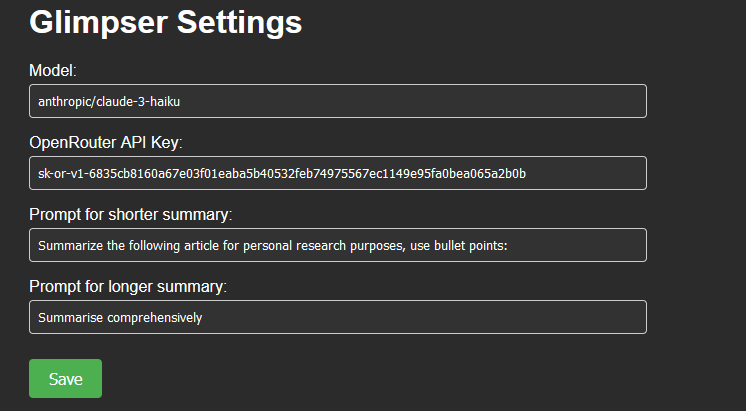 Glimpser Settings
Model:
anthropic/claude-3-haiku
OpenRouter API Key:
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
Prompt for shorter summary:
Summarize the following article for personal research purposes, use bullet points:
Prompt for longer summary:
Summarise comprehensively
Save